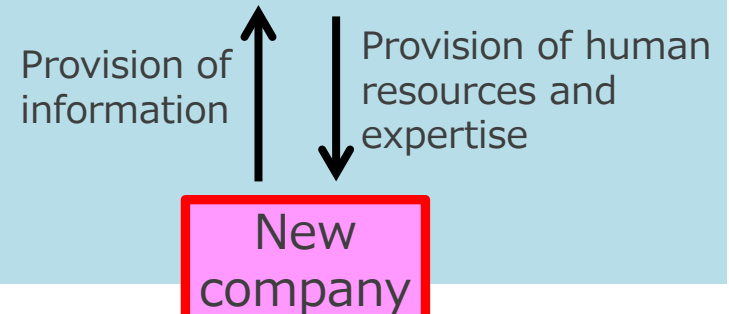 Provision of
information
Provision of human
resources and
expertise
New
company